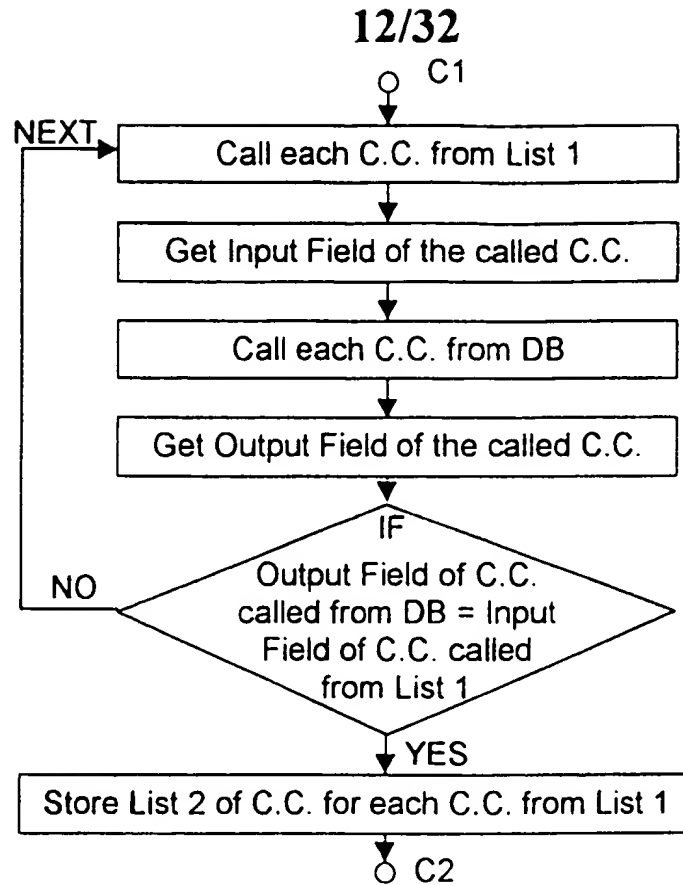 12/32
C1
NEXT
Call each C.C. from List 1
Get Input Field of the called C.C.
Call each C.C. from DB
Get Output Field of the called C.C.
IF
NO
Output Field of C.C.
called from DB = Input
Field of C.C. called
from List 1
YES
Store List 2 of C.C. for each C.C. from List 1
C2